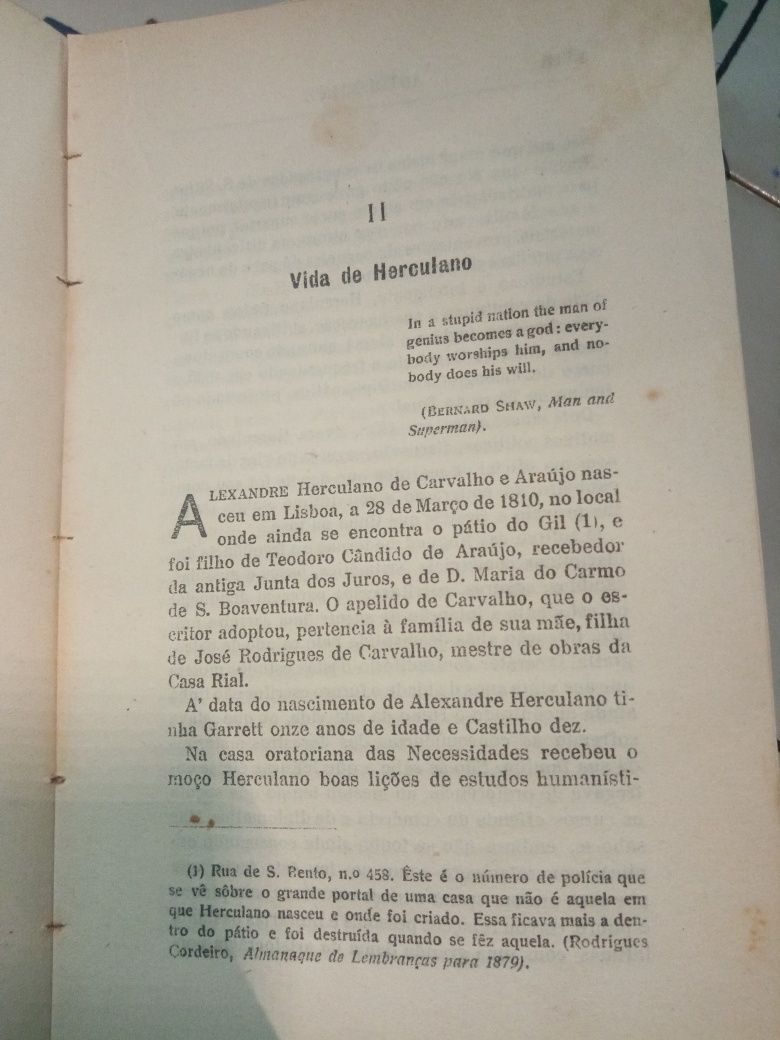 II
Vida de Herculano
In a stupid nation the man of
genius becomes a god: every-
body worships him, and no-
body does his will.
(BERNARD SHAW, Man and
Superman).
ALEXANDRE Herculano de Carvalho e Araújo nas-
ceu em Lisboa, a 28 de Março de 1810, no local
onde ainda se encontra o pátio do Gil (1), e
foi filho de Teodoro Cândido de Araújo, recebedor
da antiga Junta dos Juros, e de D. Maria do Carmo
de S. Boaventura. O apelido de Carvalho, que o es-
critor adoptou, pertencia à família de sua mãe, filha
de José Rodrigues de Carvalho, mestre de obras da
Casa Rial.
A' data do nascimento de Alexandre Herculano ti-
nha Garrett onze anos de idade e Castilho dez.
Na casa oratoriana das Necessidades recebeu o
moço Herculano boas lições de estudos humanísti-
(1) Rua de S. Bento, n.º 458. Êste é o número de polícia que
se vê sôbre o grande portal de uma casa que não é aquela em
que Herculano nasceu e onde foi criado. Essa ficava mais a den-
tro do pátio e foi destruída quando se fêz aquela. (Rodrigues
Cordeiro, Almanaque de Lembranças para 1879).